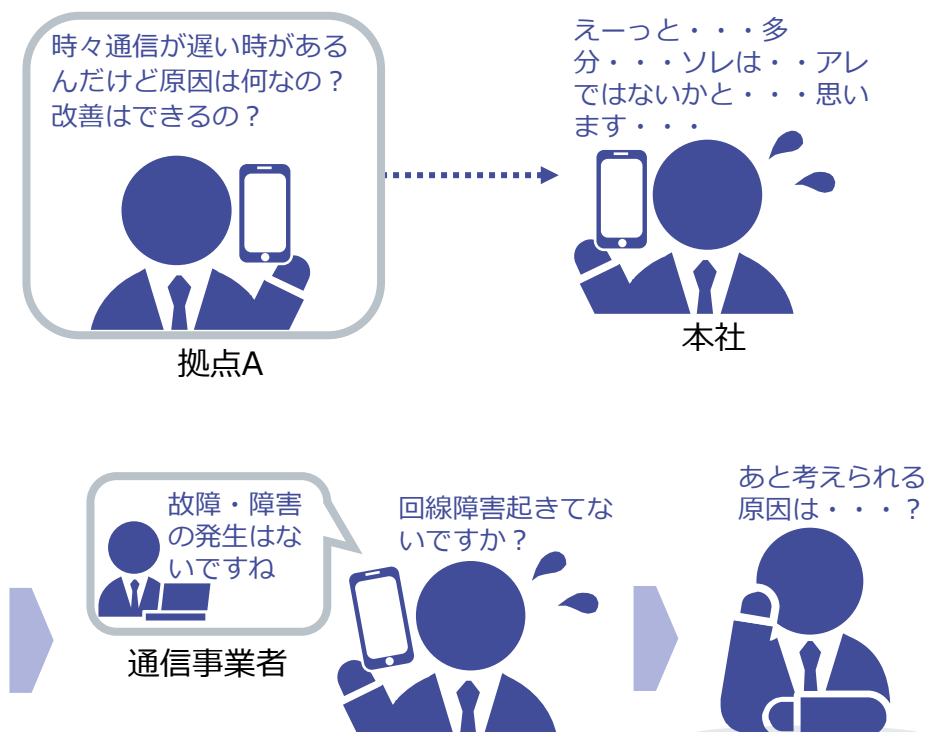 時々通信が遅い時がある
んだけど原因は何なの？
改善はできるの？
えーっと・・・多
分・・・ソレは・・アレ
ではないかと・・・思い
ます・・・
拠点A
本社
故障・障害
の発生はな
いですね
通信事業者
回線障害起きてな
いですか？
あと考えられる
原因は・・・？